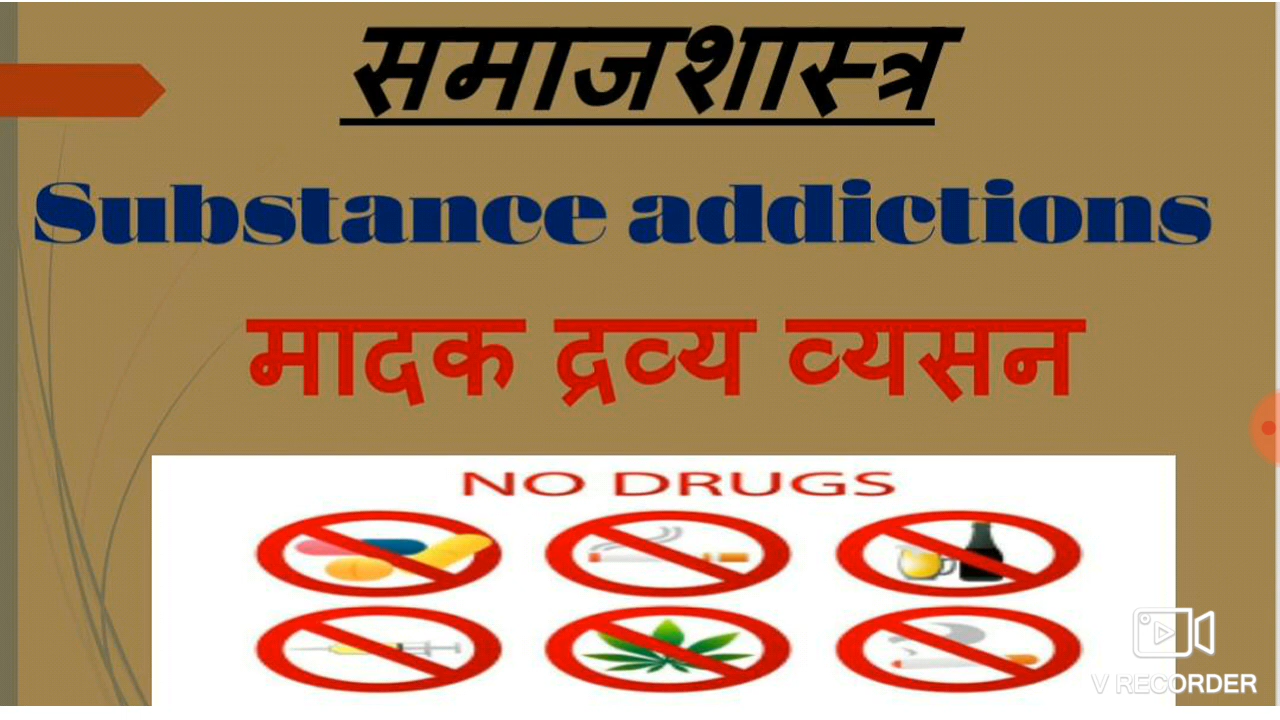 समाजशास्त्र
Substance addictions
मादक द्रव्य व्यसन
NO DRUGS
V RECORDER